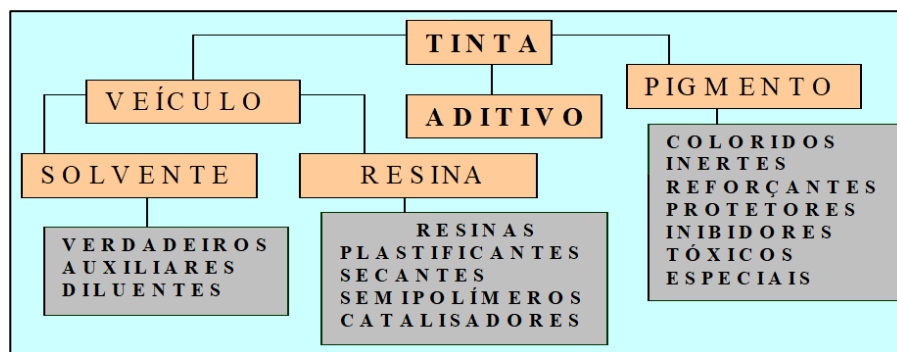 TINTA
VEÍCULO
ADITIVO
PIGMENTO
SOLVENTE
RESINA
VERDADEIROS
AUXILIARES
DILUENTES
RESINAS
PLASTIFICANTES
SECANTES
SEMIPOLÍMEROS
CATALISADORES
COLORIDOS
INERTES
REFORÇANTES
PROTETORES
INIBIDORES
TÓXICOS
ESPECIAIS